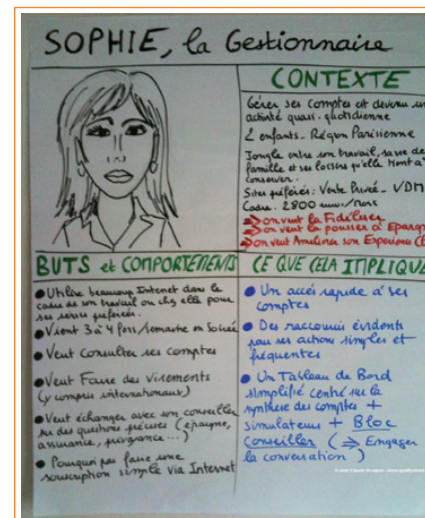 SOPHIE, la Gestionnaire
CONTEXTE
Gérer ses comptes est devenu une
activité quasi-quotidienne
2 enfants - Région Parisienne
Jongle entre son travail, sa vie de
famille et ses loisirs qu'elle tient à
conserver.
Sites préférés : Vente Privée - VDM
Cadre. 2800 euros/mois
=> on veut la Fidéliser
=> on veut la pousser à Epargner
=> on veut Améliorer son Expérience
BUTS et COMPORTEMENTS
● Utilise beaucoup Internet dans le
cadre de son travail ou chez elle pour
ses sites préférés.
● Vient 3 à 4 fois/semaine en Soirée
● Veut consulter ses comptes
● Veut Faire des virements
(y compris internationaux)
● Veut échanger avec son conseiller
sur des questions précises (épargne,
assurance, prévoyance...)
● Pourquoi pas faire une
souscription simple via Internet
CE QUE CELA IMPLIQUE
● Un accès rapide à ses
comptes
● Des raccourcis évidents
pour ses actions simples et
fréquentes
● Un Tableau de Bord
simplifié centré sur la
synthèse des comptes +
simulateurs + Bloc
conseiller (=> Engager
la conversation)